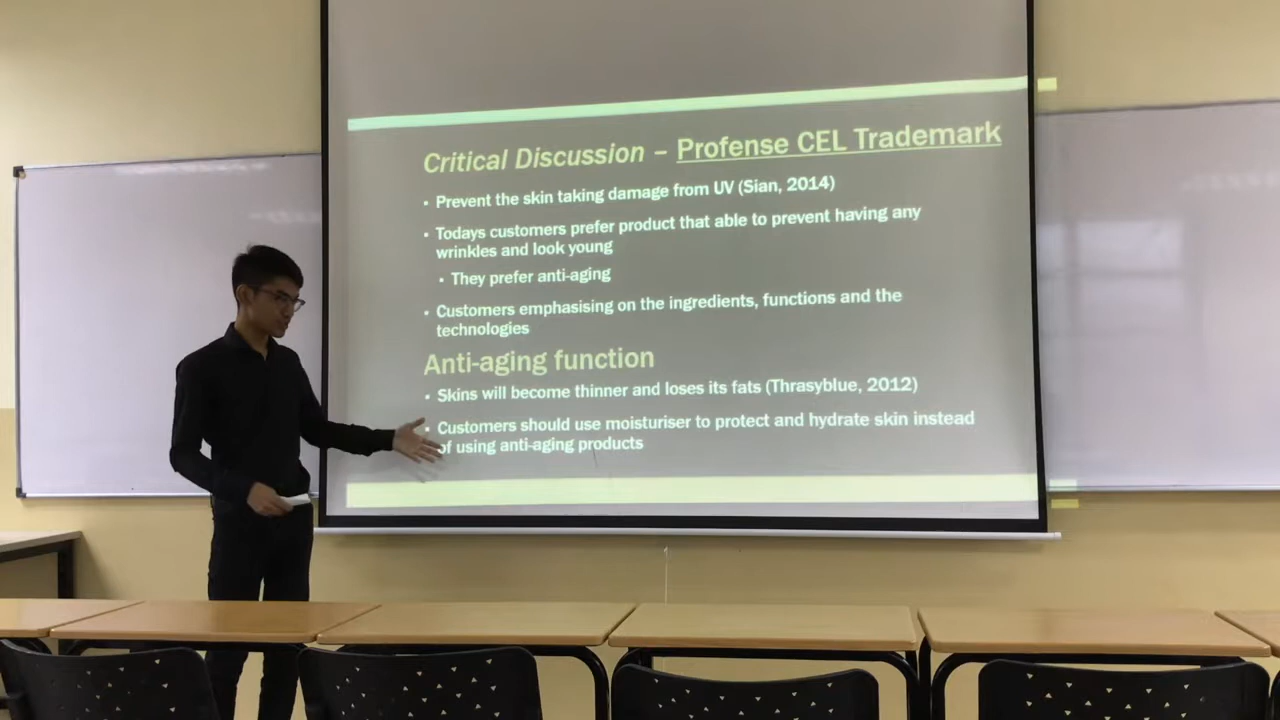 Critical Discussion – Profense CEL Trademark
▪ Prevent the skin taking damage from UV (Sian, 2014)
▪ Todays customers prefer product that able to prevent having any
wrinkles and look young
▪ They prefer anti-aging
▪ Customers emphasising on the ingredients, functions and the
technologies
Anti-aging function
▪ Skins will become thinner and loses its fats (Thrasyblue, 2012)
▪ Customers should use moisturiser to protect and hydrate skin instead
of using anti-aging products